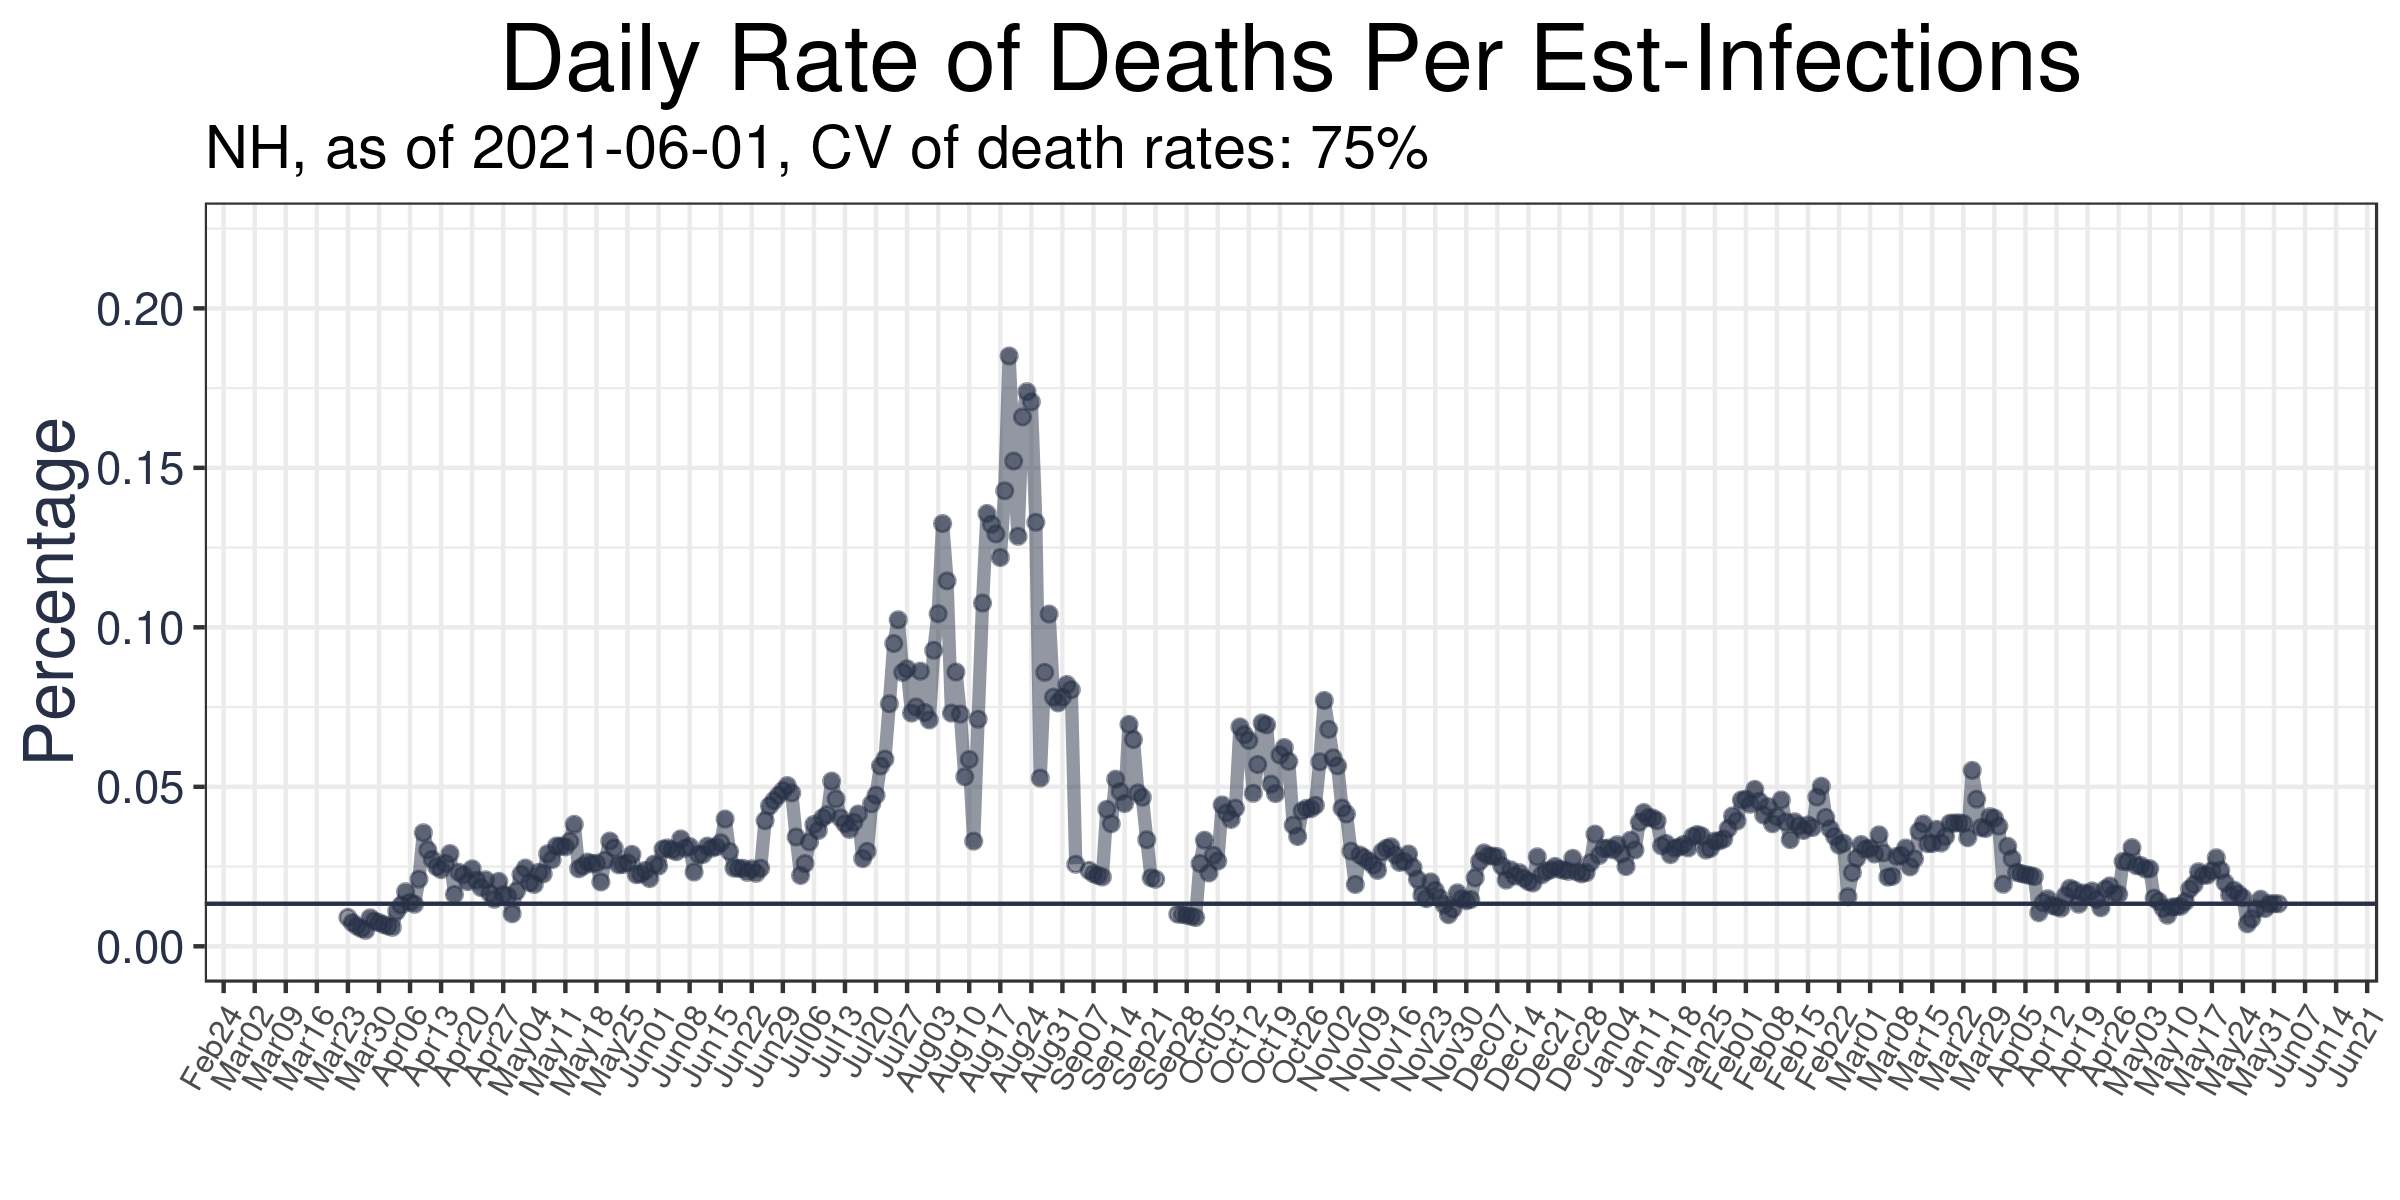 Daily Rate of Deaths Per Est-Infections
NH, as of 2021-06-01, CV of death rates: 75%
Percentage
0.20
0.15
0.10
0.05
0.00
Feb24
Mar02
Mar09
Mar16
Mar23
Mar30
Apr06
Apr13
Apr20
Apr27
May04
May11
May18
May25
Jun01
Jun08
Jun15
Jun22
Jun29
Jul06
Jul13
Jul20
Jul27
Aug03
Aug10
Aug17
Aug24
Aug31
Sep07
Sep14
Sep21
Sep28
Oct05
Oct12
Oct19
Oct26
Nov02
Nov09
Nov16
Nov23
Nov30
Dec07
Dec14
Dec21
Dec28
Jan04
Jan11
Jan18
Jan25
Feb01
Feb08
Feb15
Feb22
Mar01
Mar08
Mar15
Mar22
Mar29
Apr05
Apr12
Apr19
Apr26
May03
May10
May17
May24
May31
Jun07
Jun14
Jun21